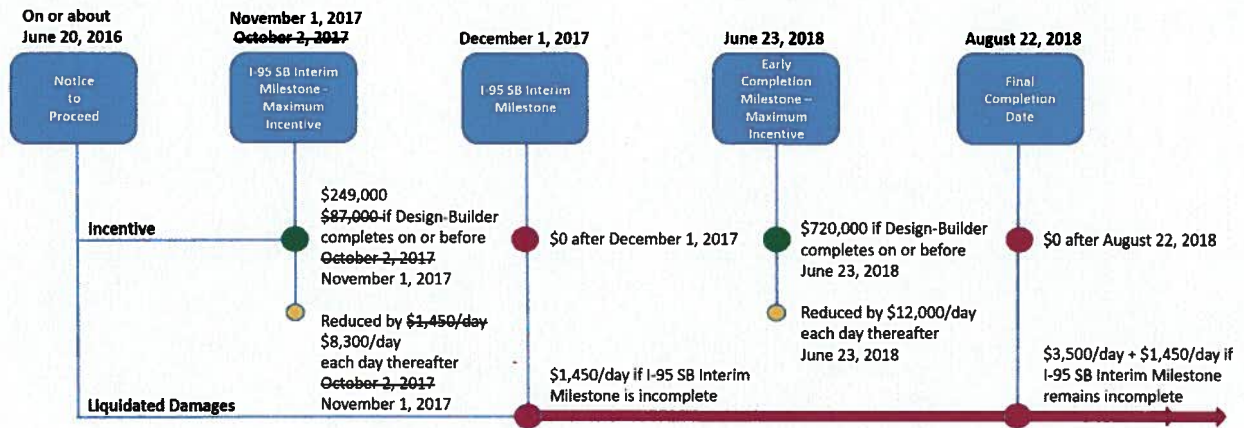 On or about
June 20, 2016
Notice
to
Proceed
November 1, 2017
October 2, 2017
I-95 SB Interim
Milestone -
Maximum
Incentive
December 1, 2017
I-95 SB Interim
Milestone
June 23, 2018
Early
Completion
Milestone –
Maximum
Incentive
August 22, 2018
Final
Completion
Date
Incentive
$249,000
$87,000 if Design-Builder
completes on or before
October 2, 2017
November 1, 2017
$0 after December 1, 2017
$720,000 if Design-Builder
completes on or before
June 23, 2018
$0 after August 22, 2018
Reduced by $1,450/day
$8,300/day
each day thereafter
October 2, 2017
November 1, 2017
Reduced by $12,000/day
each day thereafter
June 23, 2018
Liquidated Damages
$1,450/day if I-95 SB Interim
Milestone is incomplete
$3,500/day + $1,450/day if
I-95 SB Interim Milestone
remains incomplete